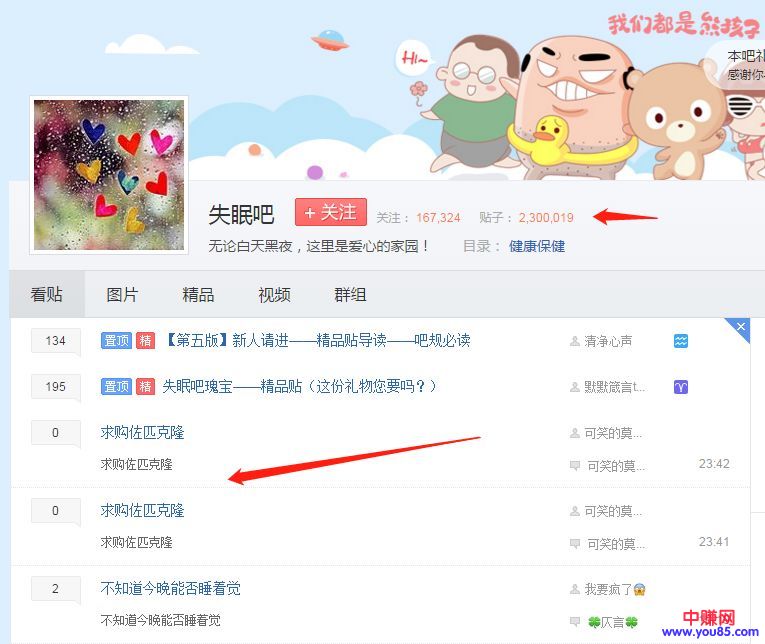 我们都是熊孩子
Hi~
本吧礼
感谢你
失眠吧 + 关注 关注： 167,324 贴子： 2,300,019
无论白天黑夜，这里是爱心的家园！ 目录： 健康保健
看贴 图片 精品 视频 群组
134 置顶 精 【第五版】新人请进——精品贴导读——吧规必读 清净心声
195 置顶 精 失眠吧瑰宝——精品贴（这份礼物您要吗？） 默默箴言t...
0 求购佐匹克隆 可笑的莫...
求购佐匹克隆 可笑的莫... 23:42
0 求购佐匹克隆 可笑的莫...
求购佐匹克隆 可笑的莫... 23:41
2 不知道今晚能否睡着觉 我要疯了😱
不知道今晚能否睡着觉 🍀仄言🍀
中赚网
www.you85.com